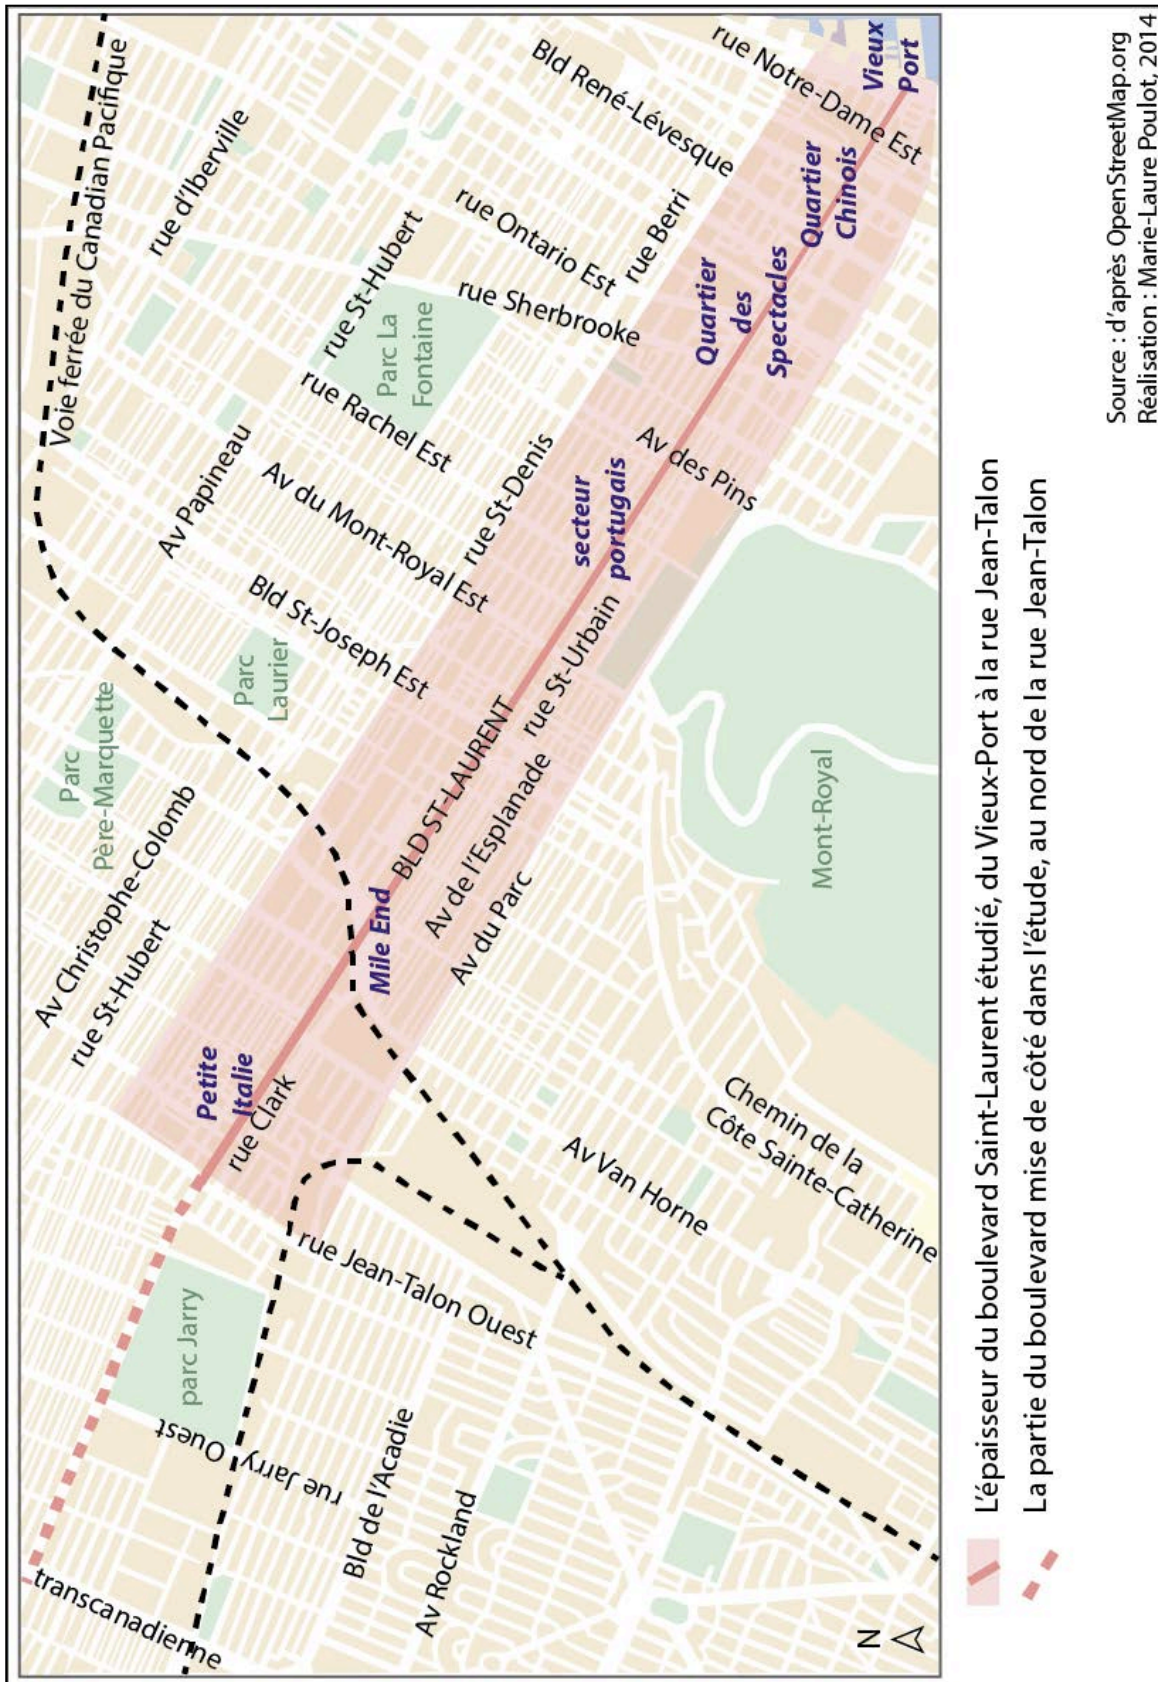 Voie ferrée du Canadian Pacifique
rue d'Iberville
Bld René-Lévesque
rue Notre-Dame Est
Vieux
Port
rue Ontario Est
rue Berri
Quartier
Chinois
rue St-Hubert
Parc La
Fontaine
rue Sherbrooke
Quartier
des
Spectacles
rue Rachel Est
Av Papineau
Av du Mont-Royal Est
rue St-Denis
Av des Pins
secteur
portugais
Bld St-Joseph Est
Parc
Laurier
rue St-Urbain
Parc
Père-Marquette
BLD ST-LAURENT
Av de l'Esplanade
Av du Parc
Mont-Royal
Av Christophe-Colomb
rue St-Hubert
Mile End
Petite
Italie
rue Clark
Chemin de la
Côte Sainte-Catherine
Av Van Horne
rue Jean-Talon Ouest
parc Jarry
rue Jarry Ouest
Bld de l'Acadie
Av Rockland
transcanadienne
N
L'épaisseur du boulevard Saint-Laurent étudié, du Vieux-Port à la rue Jean-Talon
La partie du boulevard mise de côté dans l'étude, au nord de la rue Jean-Talon
Source : d'après OpenStreetMap.org
Réalisation : Marie-Laure Poulot, 2014